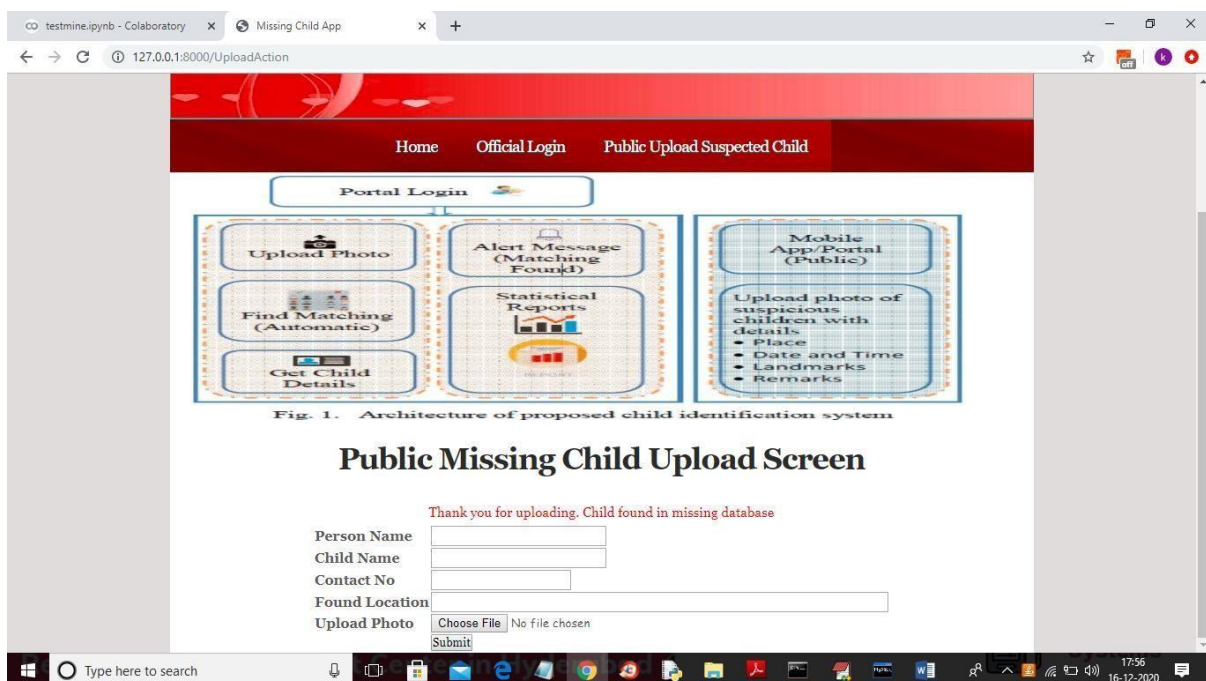 testmine.ipynb - Colaboratory
Missing Child App
127.0.0.1:8000/UploadAction
off
k
Home Official Login Public Upload Suspected Child
Portal Login
Upload Photo
Find Matching
(Automatic)
Get Child
Details
Alert Message
(Matching
Found)
Statistical
Reports
Mobile
App/Portal
(Public)
Upload photo of
suspicious
children with
details
• Place
• Date and Time
• Landmarks
• Remarks
Fig. 1. Architecture of proposed child identification system
Public Missing Child Upload Screen
Thank you for uploading. Child found in missing database
Person Name
Child Name
Contact No
Found Location
Upload Photo Choose File No file chosen
Submit
Type here to search
17:56
16-12-2020